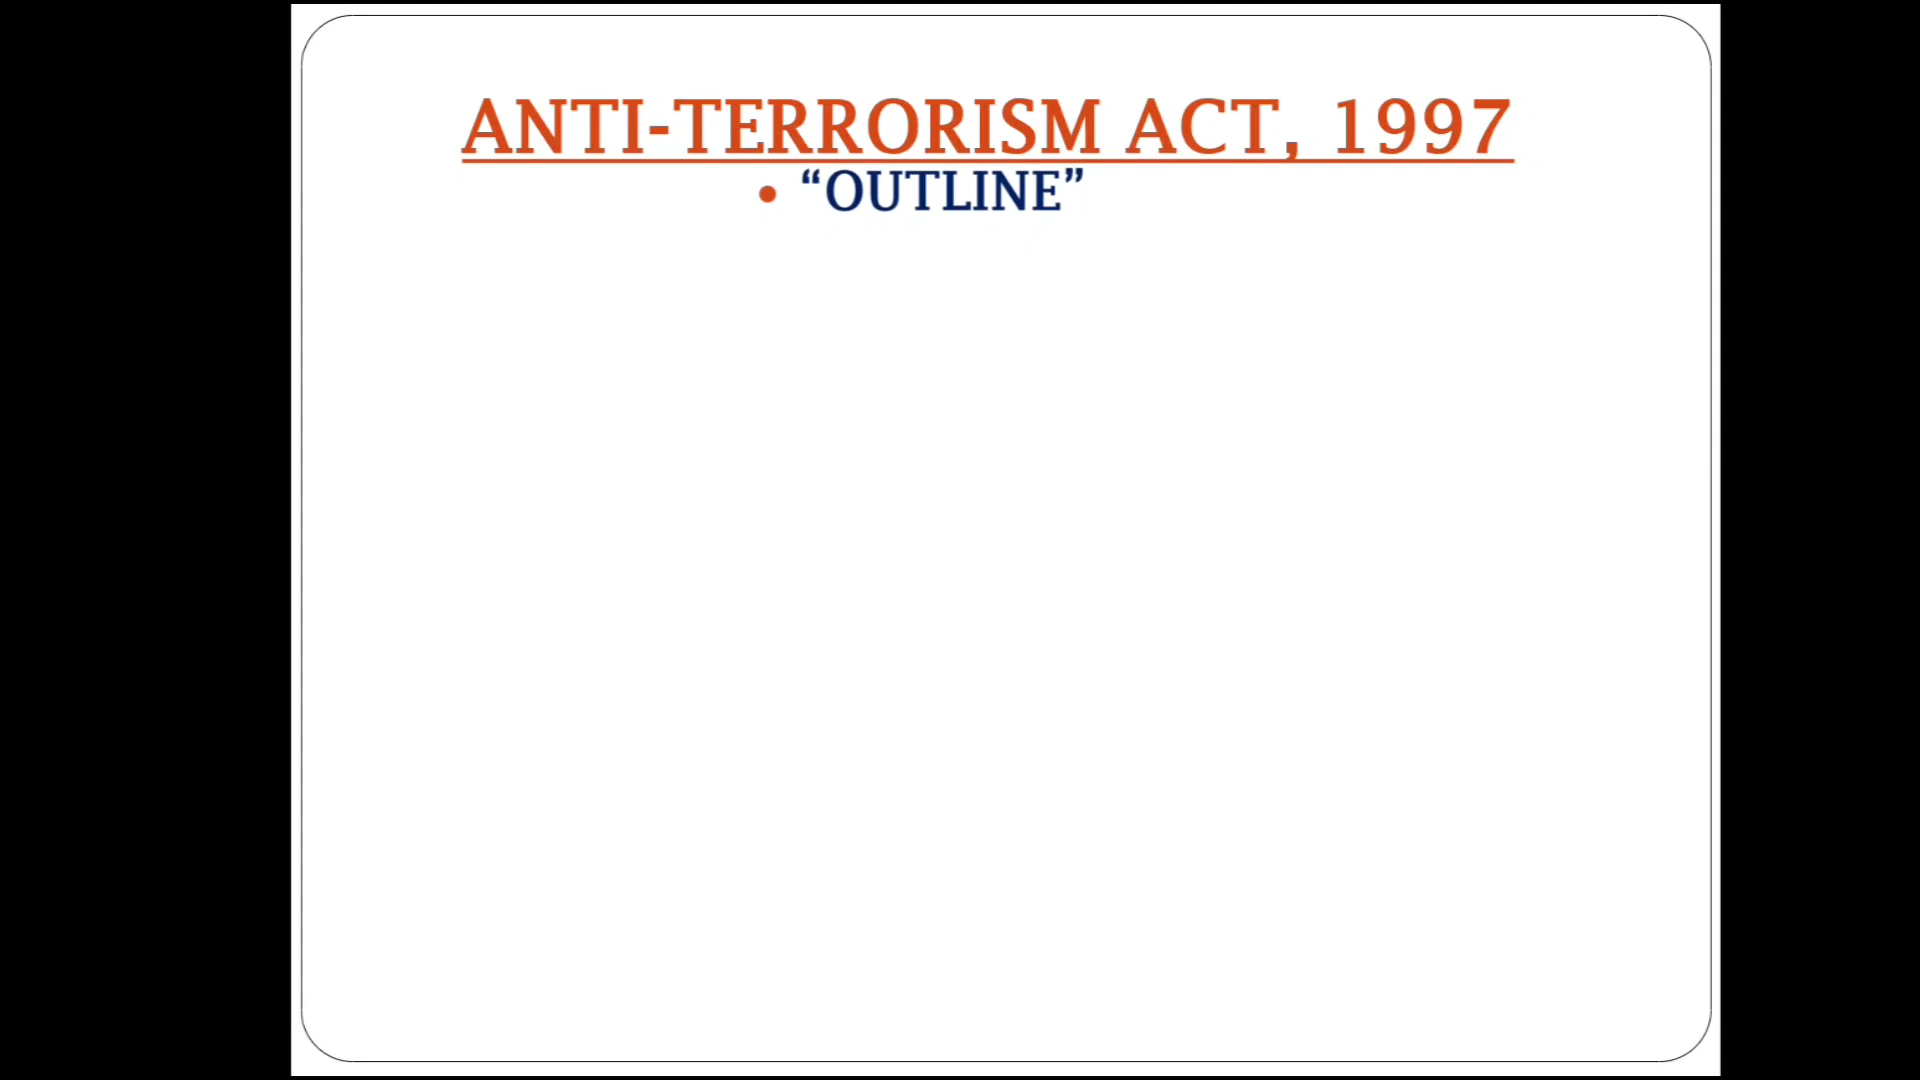 ANTI-TERRORISM ACT, 1997
• “OUTLINE”